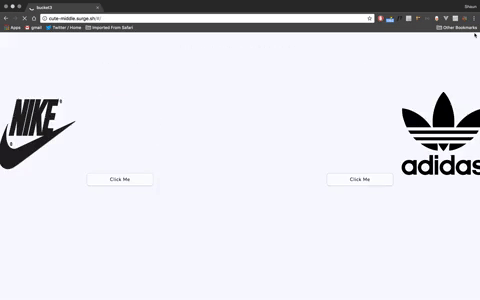 bucket3
Shaun
cute-middle.surge.sh/#/
Apps
gmail
Twitter / Home
Imported From Safari
Other Bookmarks
NIKE
adidas
Click Me
Click Me